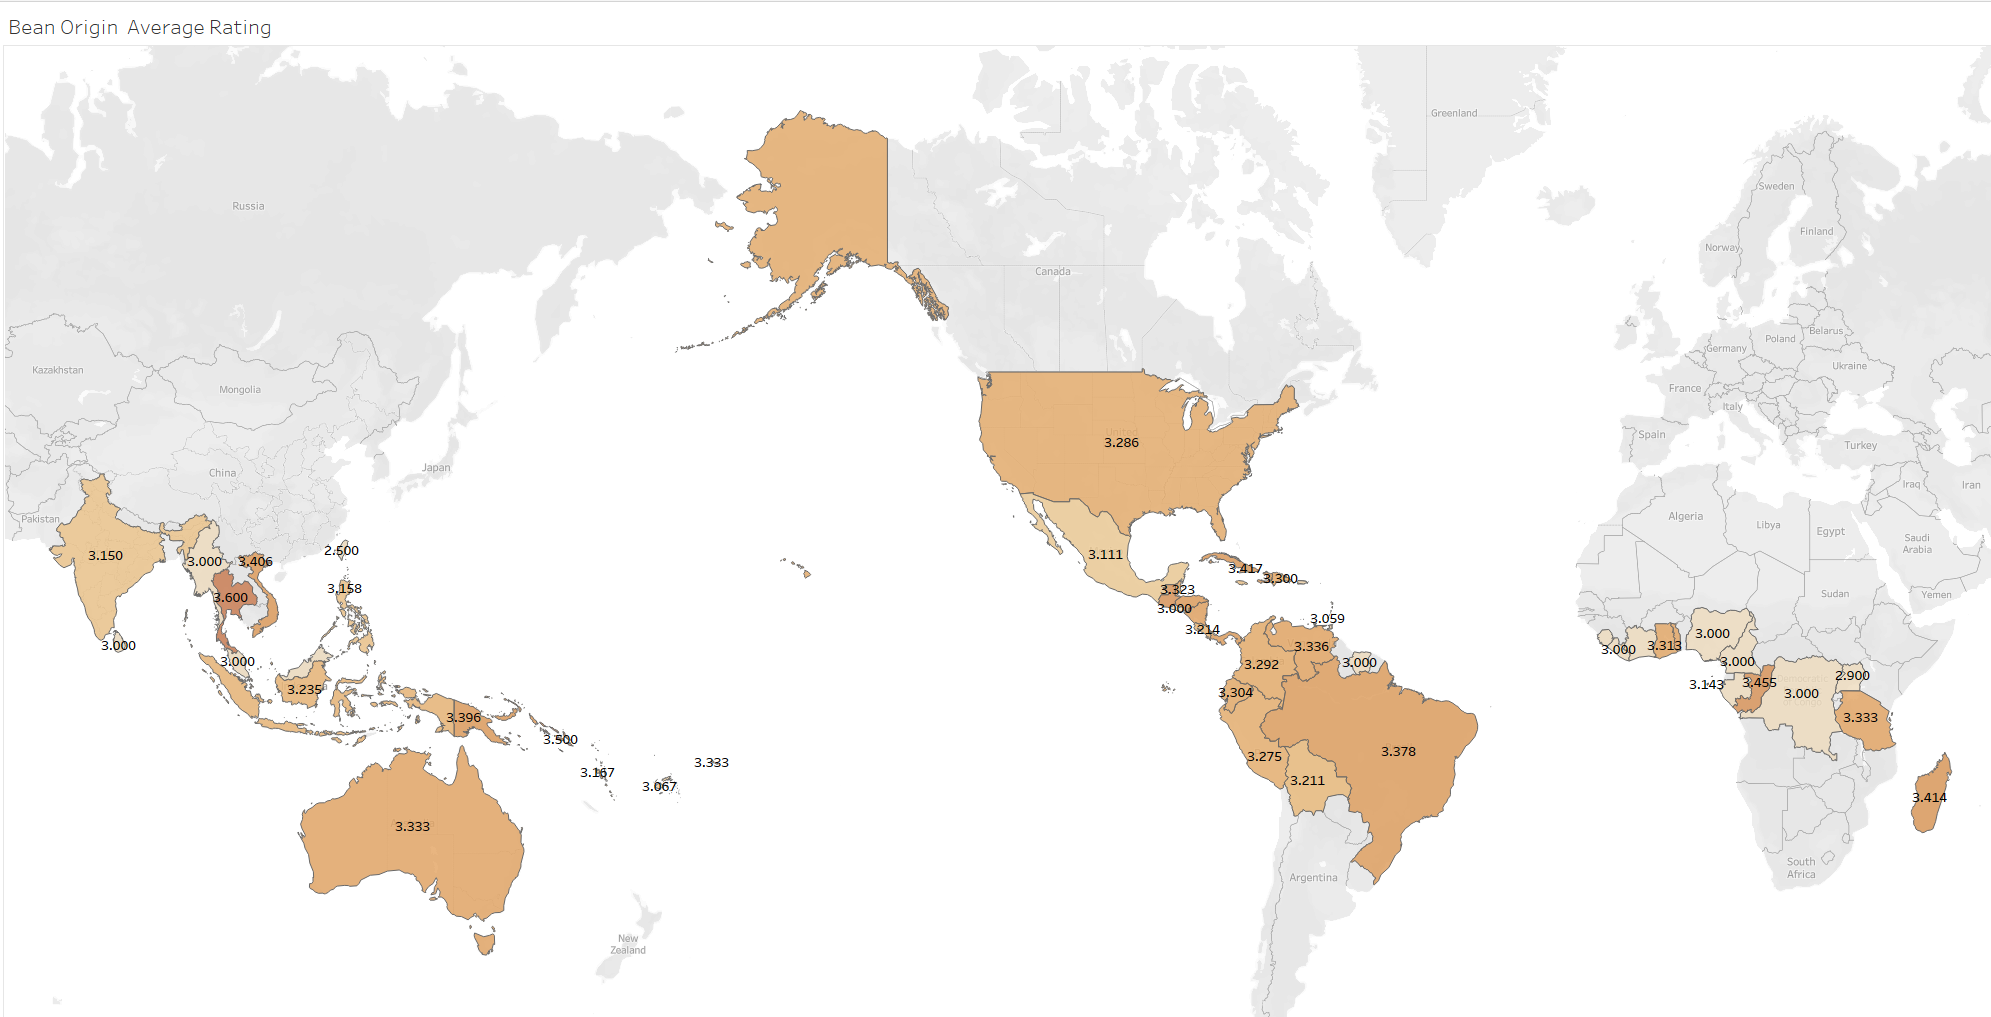 Bean Origin Average Rating
Greenland
Sweden
Russia
Finland
Norway
Canada
Belarus
Poland
Germany
Ukraine
Kazakhstan
Mongolia
France
Italy
Spain
United
3.286
Turkey
Japan
China
Iraq
Iran
Pakistan
Algeria
Libya
Egypt
Saudi
Arabia
2.500
3.150
3.111
3.000
3.406
3.417
3.300
3.158
3.323
Sudan
Yemen
3.600
3.000
3.059
3.214
3.000
3.336
3.000
3.313
3.000
3.000
3.292
3.000
3.000
2.900
3.235
3.304
3.143
3.455
Democratic
3.000
3.396
3.333
3.500
3.378
3.275
3.333
3.167
3.067
3.211
3.414
3.333
South
Africa
Argentina
New
Zealand